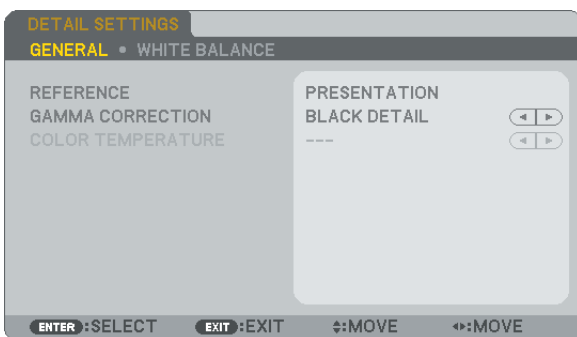 DETAIL SETTINGS
GENERAL • WHITE BALANCE
REFERENCE PRESENTATION
GAMMA CORRECTION BLACK DETAIL
COLOR TEMPERATURE ---
ENTER :SELECT EXIT :EXIT :MOVE :MOVE